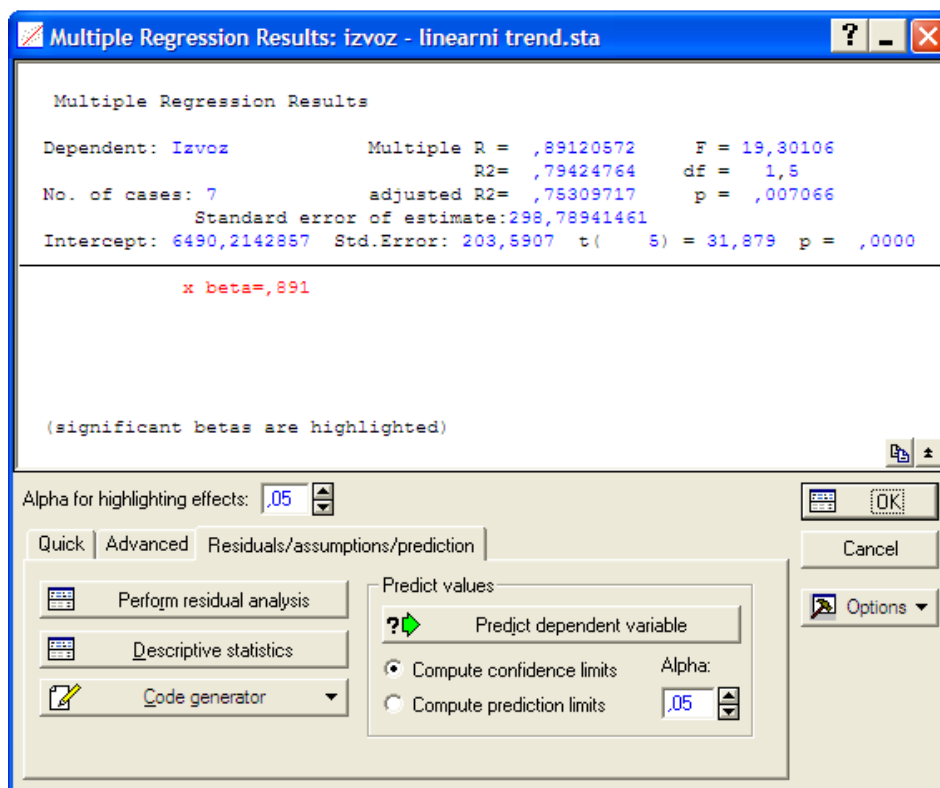 Multiple Regression Results: izvoz - linearni trend.sta
Multiple Regression Results
Dependent: Izvoz Multiple R = ,89120572 F = 19,30106
R2= ,79424764 df = 1,5
No. of cases: 7 adjusted R2= ,75309717 p = ,007066
Standard error of estimate:298,78941461
Intercept: 6490,2142857 Std.Error: 203,5907 t( 5) = 31,879 p = ,0000
x beta=,891
(significant betas are highlighted)
Alpha for highlighting effects: ,05
OK
Quick Advanced Residuals/assumptions/prediction
Cancel
Perform residual analysis
Descriptive statistics
Code generator
Predict values
?
Predict dependent variable
Compute confidence limits Alpha:
Compute prediction limits ,05
Options